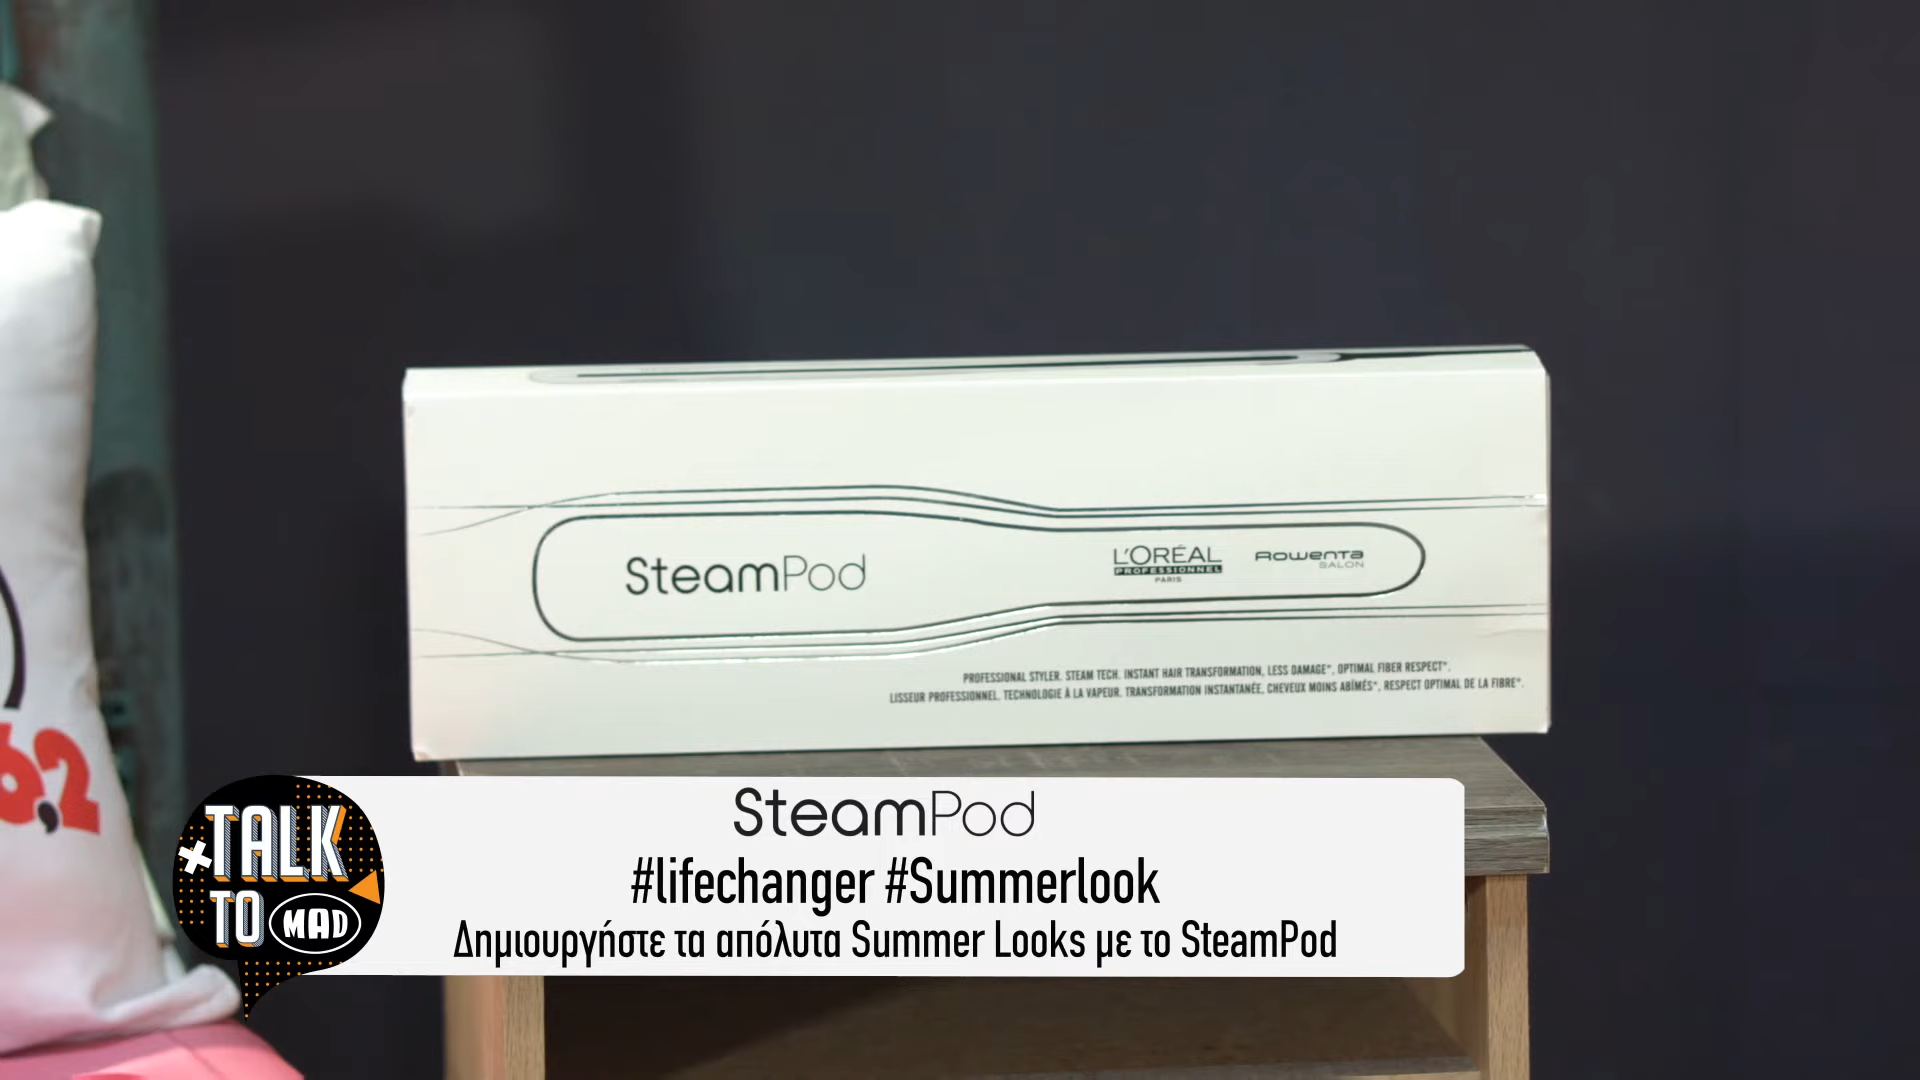 SteamPod
L'ORÉAL
PROFESSIONNEL
PARIS
ROWENTA
SALON
PROFESSIONAL STYLER. STEAM TECH. INSTANT HAIR TRANSFORMATION, LESS DAMAGE*, OPTIMAL FIBER RESPECT*.
LISSEUR PROFESSIONNEL. TECHNOLOGIE À LA VAPEUR. TRANSFORMATION INSTANTANÉE, CHEVEUX MOINS ABÎMÉS*, RESPECT OPTIMAL DE LA FIBRE*.
6,2
TALK
TO MAD
SteamPod
#lifechanger #Summerlook
Δημιουργήστε τα απόλυτα Summer Looks με το SteamPod